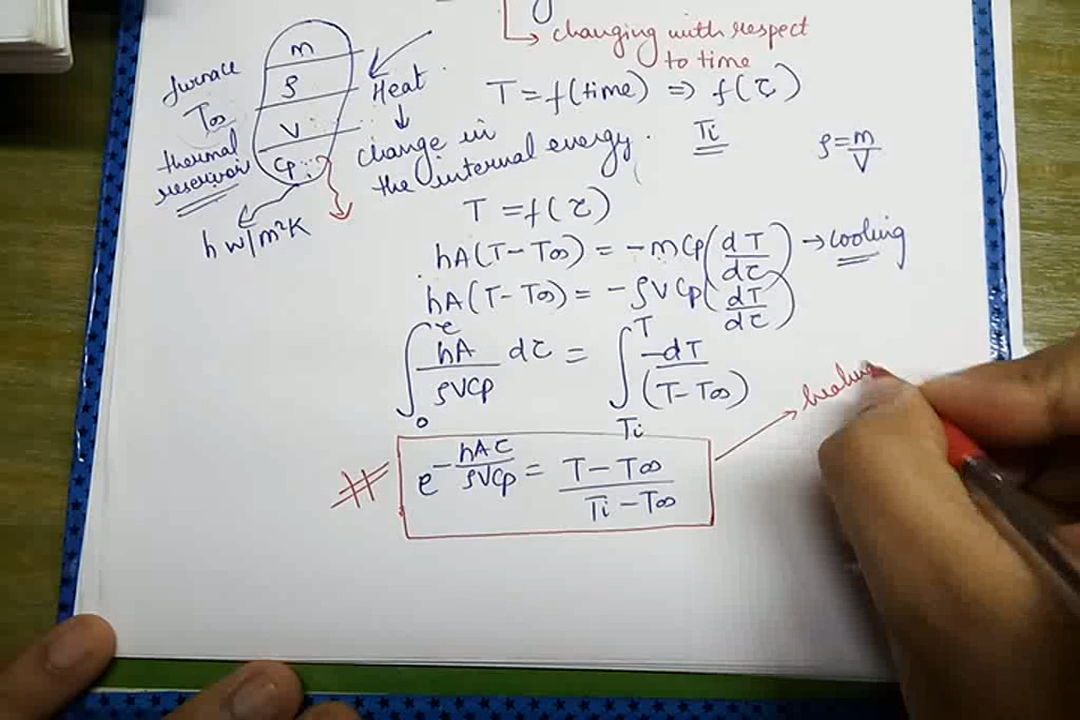 changing with respect
to time
m
ρ
V
Cp
furnace
T∞
thermal
reservoir
Heat
h W/m²K
T = f(time) ⇒ f(τ)
change in
the internal energy.
Ti
ρ = m/V
T = f(τ)
hA(T - T∞) = -mCp(dT/dτ) → cooling
hA(T - T∞) = -ρVCp(dT/dτ)
∫₀^τ hA/ρVCp dτ = ∫_Ti^T -dT/(T - T∞)
e^(-hAτ/ρVCp) = (T - T∞)/(Ti - T∞)